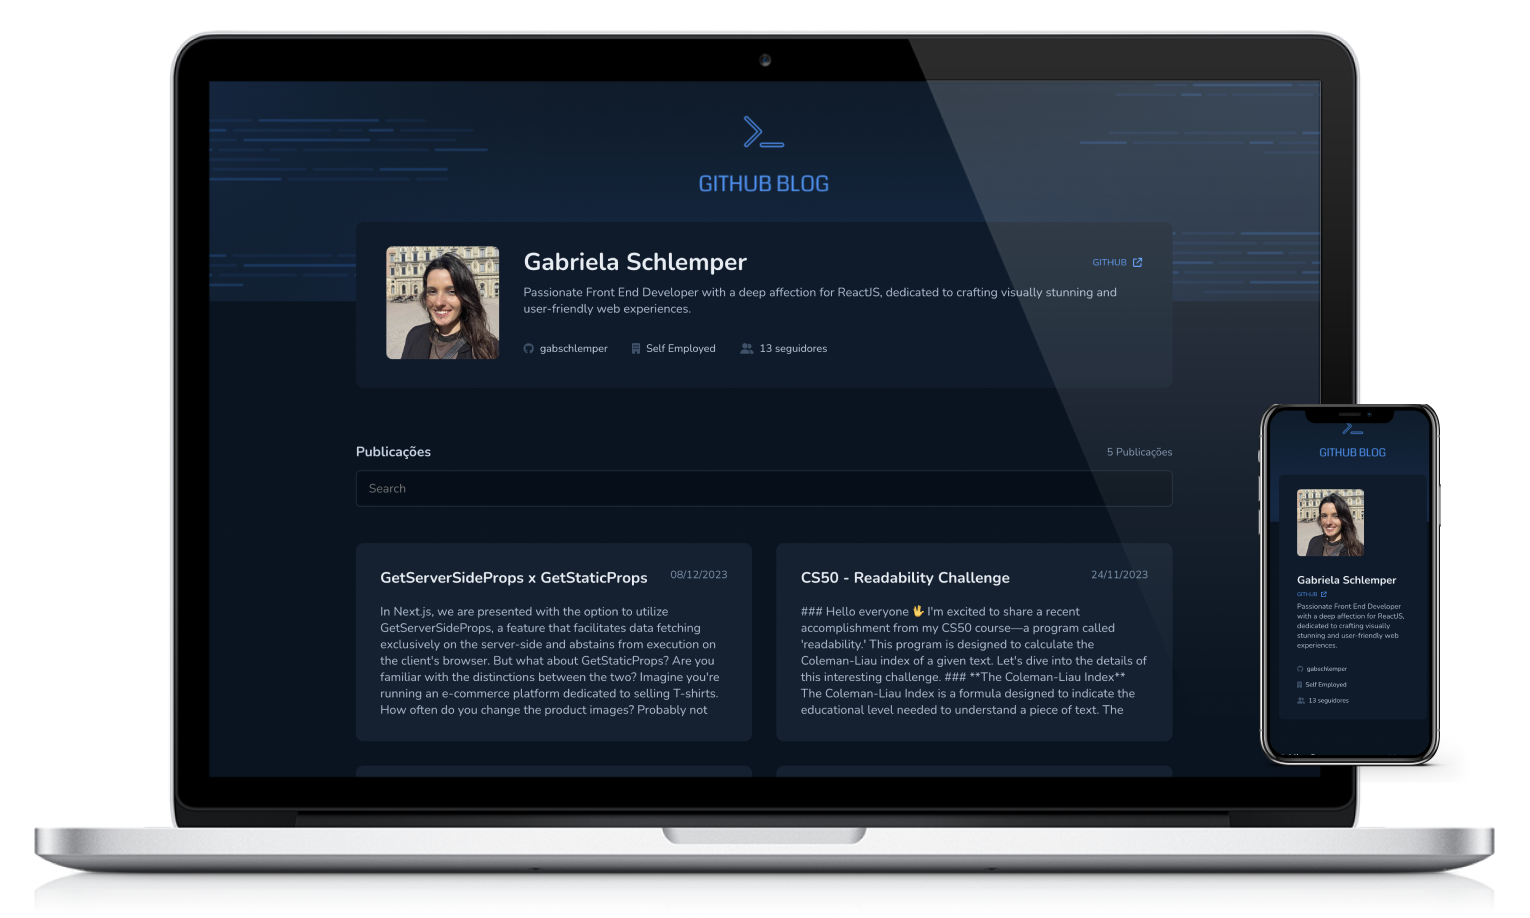 GITHUB BLOG
Gabriela Schlemper
GITHUB
Passionate Front End Developer with a deep affection for ReactJS, dedicated to crafting visually stunning and
user-friendly web experiences.
gabschlemper
Self Employed
13 seguidores
Publicações
5 Publicações
Search
GetServerSideProps x GetStaticProps
08/12/2023
In Next.js, we are presented with the option to utilize
GetServerSideProps, a feature that facilitates data fetching
exclusively on the server-side and abstains from execution on
the client's browser. But what about GetStaticProps? Are you
familiar with the distinctions between the two? Imagine you're
running an e-commerce platform dedicated to selling T-shirts.
How often do you change the product images? Probably not
CS50 - Readability Challenge
24/11/2023
### Hello everyone 🖖 I'm excited to share a recent
accomplishment from my CS50 course—a program called
'readability.' This program is designed to calculate the
Coleman-Liau index of a given text. Let's dive into the details of
this interesting challenge. ### **The Coleman-Liau Index**
The Coleman-Liau Index is a formula designed to indicate the
educational level needed to understand a piece of text. The
GITHUB BLOG
Gabriela Schlemper
GITHUB
Passionate Front End Developer
with a deep affection for ReactJS,
dedicated to crafting visually
stunning and user-friendly web
experiences.
gabschlemper
Self Employed
13 seguidores